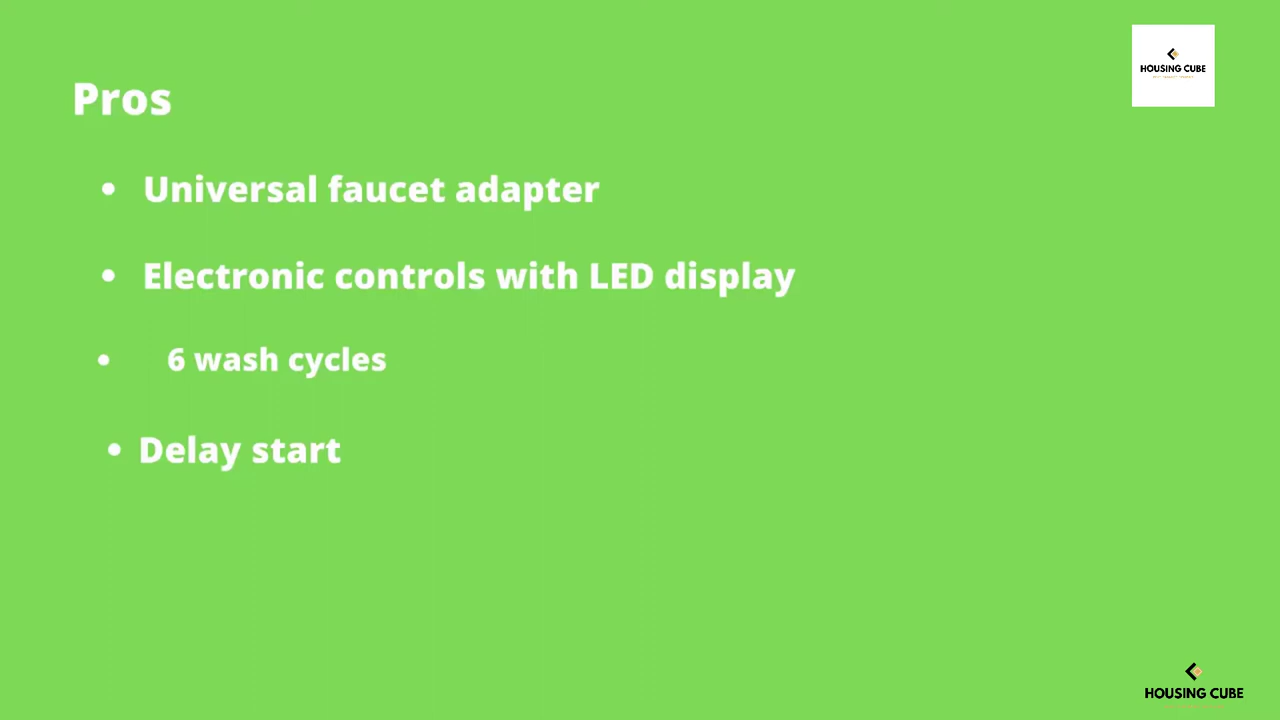 HOUSING CUBE
Pros
• Universal faucet adapter
• Electronic controls with LED display
• 6 wash cycles
• Delay start
HOUSING CUBE